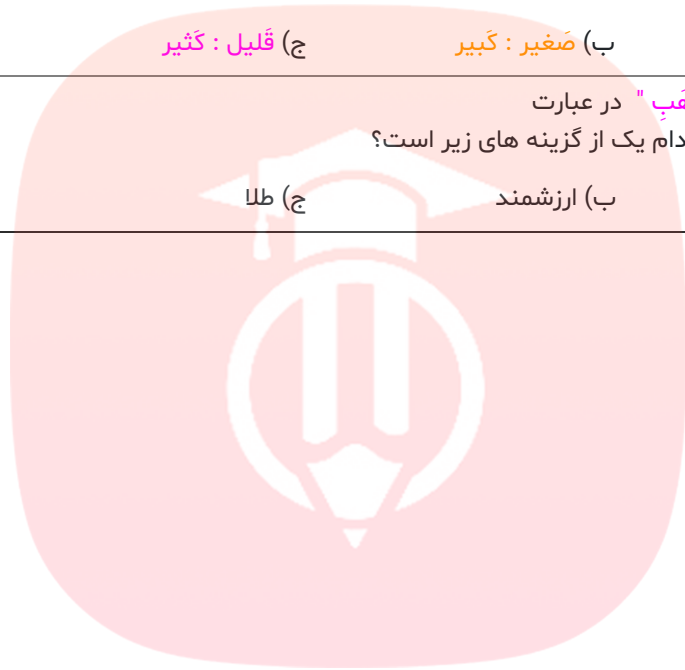 ب) صَغیر : کَبیر ج) قَلیل : کَثیر
هَبِ " در عبارت
دام یک از گزینه های زیر است؟
ب) ارزشمند ج) طلا